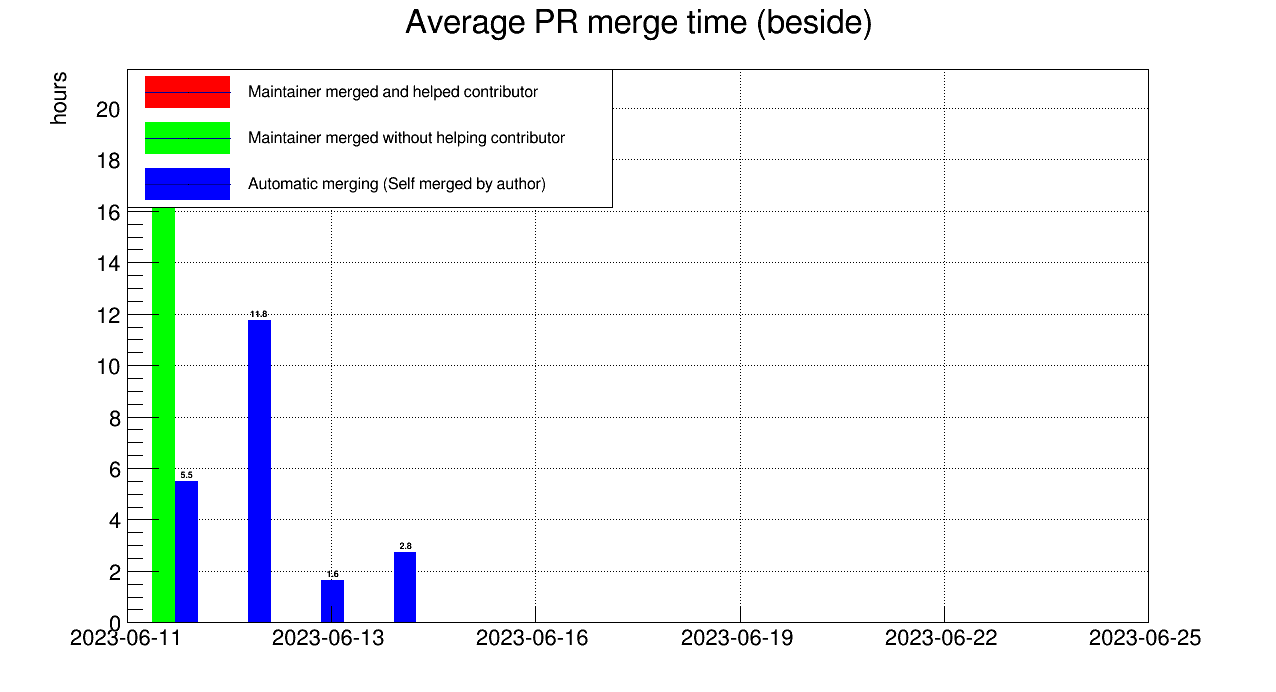 Average PR merge time (beside)
hours
Maintainer merged and helped contributor
Maintainer merged without helping contributor
Automatic merging (Self merged by author)
20
18
16
14
12
10
8
6
4
2
0
11.8
5.5
2.8
1.6
2023-06-11 2023-06-13 2023-06-16 2023-06-19 2023-06-22 2023-06-25